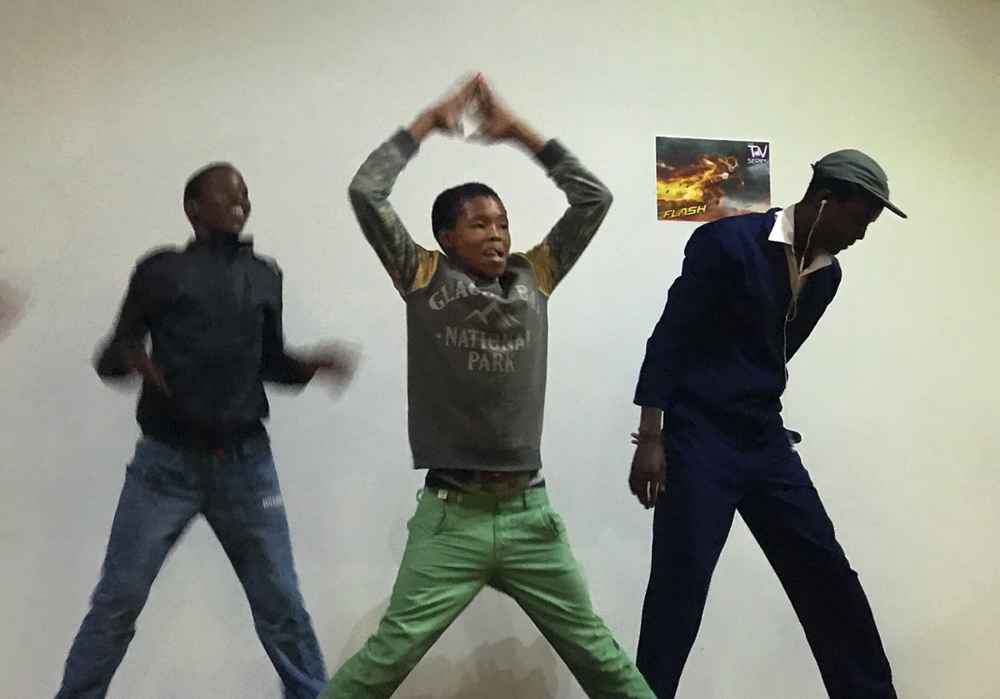 GLACIER BAY
NATIONAL
PARK
TV
SERIES
FLASH